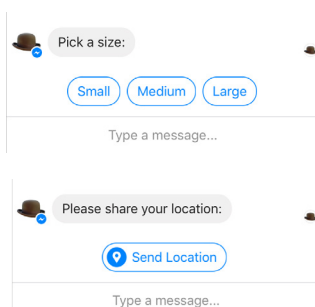 Pick a size:
Small Medium Large
Type a message...
Please share your location:
Send Location
Type a message...